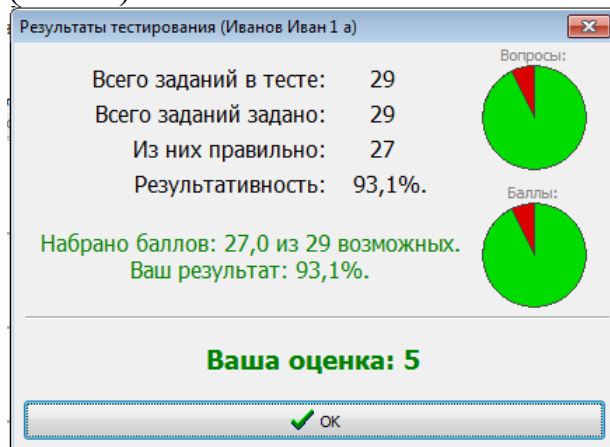 Результаты тестирования (Иванов Иван 1 а)
Вопросы:
Всего заданий в тесте: 29
Всего заданий задано: 29
Из них правильно: 27
Результативность: 93,1%.
Баллы:
Набрано баллов: 27,0 из 29 возможных.
Ваш результат: 93,1%.
Ваша оценка: 5
ОК